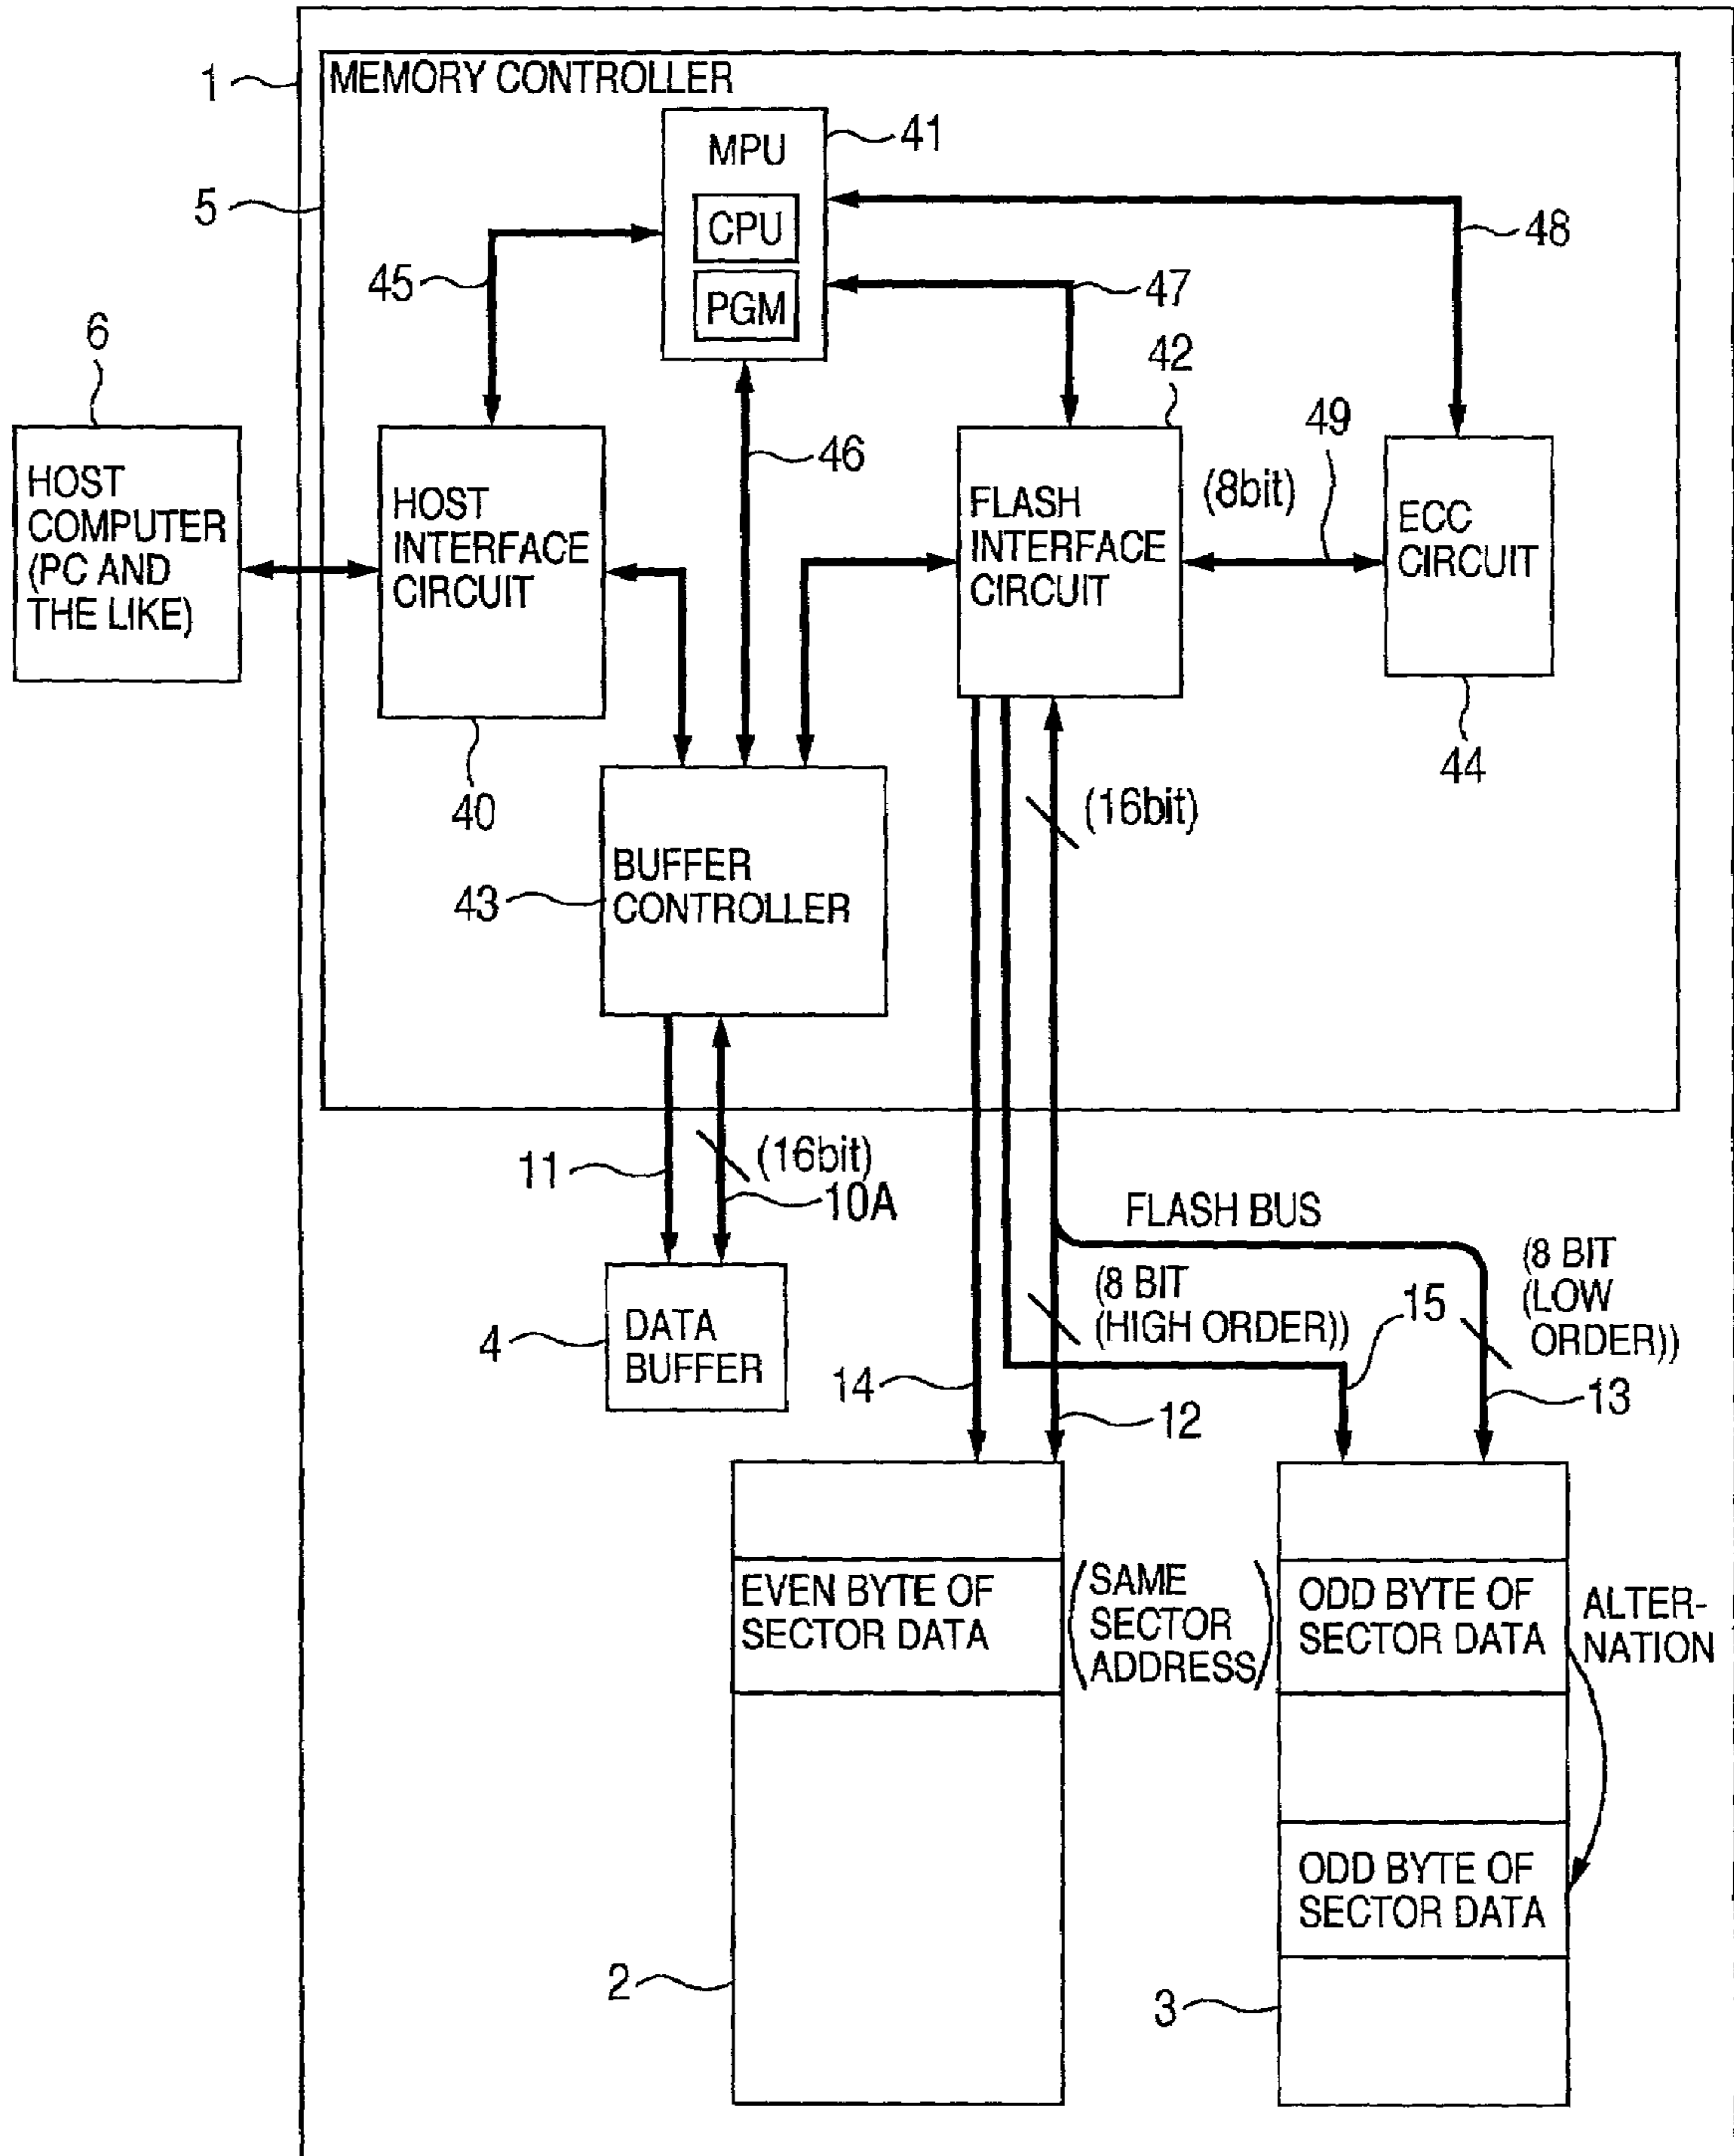 1
MEMORY CONTROLLER
41
MPU
5
CPU
48
45
47
PGM
6
42
49
46
HOST
COMPUTER
(PC AND
THE LIKE)
HOST
INTERFACE
CIRCUIT
FLASH
INTERFACE
CIRCUIT
(8bit)
ECC
CIRCUIT
40
44
(16bit)
BUFFER
CONTROLLER
43
11
(16bit)
10A
FLASH BUS
(8 BIT
(HIGH ORDER))
15
(8 BIT
(LOW
ORDER))
4
DATA
BUFFER
14
12
13
EVEN BYTE OF
SECTOR DATA
(SAME
SECTOR
ADDRESS)
ODD BYTE OF
SECTOR DATA
ALTER-
NATION
ODD BYTE OF
SECTOR DATA
2
3